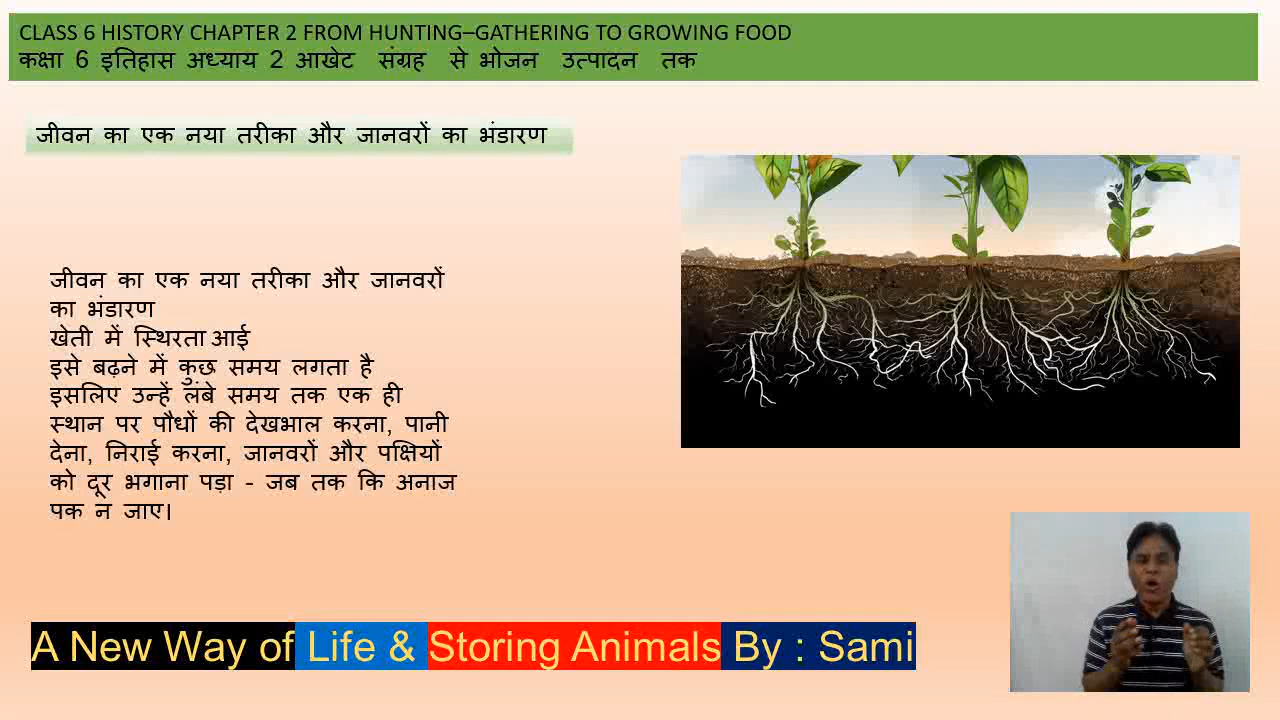 CLASS 6 HISTORY CHAPTER 2 FROM HUNTING–GATHERING TO GROWING FOOD
कक्षा 6 इतिहास अध्याय 2 आखेट संग्रह से भोजन उत्पादन तक
जीवन का एक नया तरीका और जानवरों का भंडारण
जीवन का एक नया तरीका और जानवरों
का भंडारण
खेती में स्थिरता आई
इसे बढ़ने में कुछ समय लगता है
इसलिए उन्हें लंबे समय तक एक ही
स्थान पर पौधों की देखभाल करना, पानी
देना, निराई करना, जानवरों और पक्षियों
को दूर भगाना पड़ा - जब तक कि अनाज
पक न जाए।
A New Way of Life & Storing Animals By : Sami